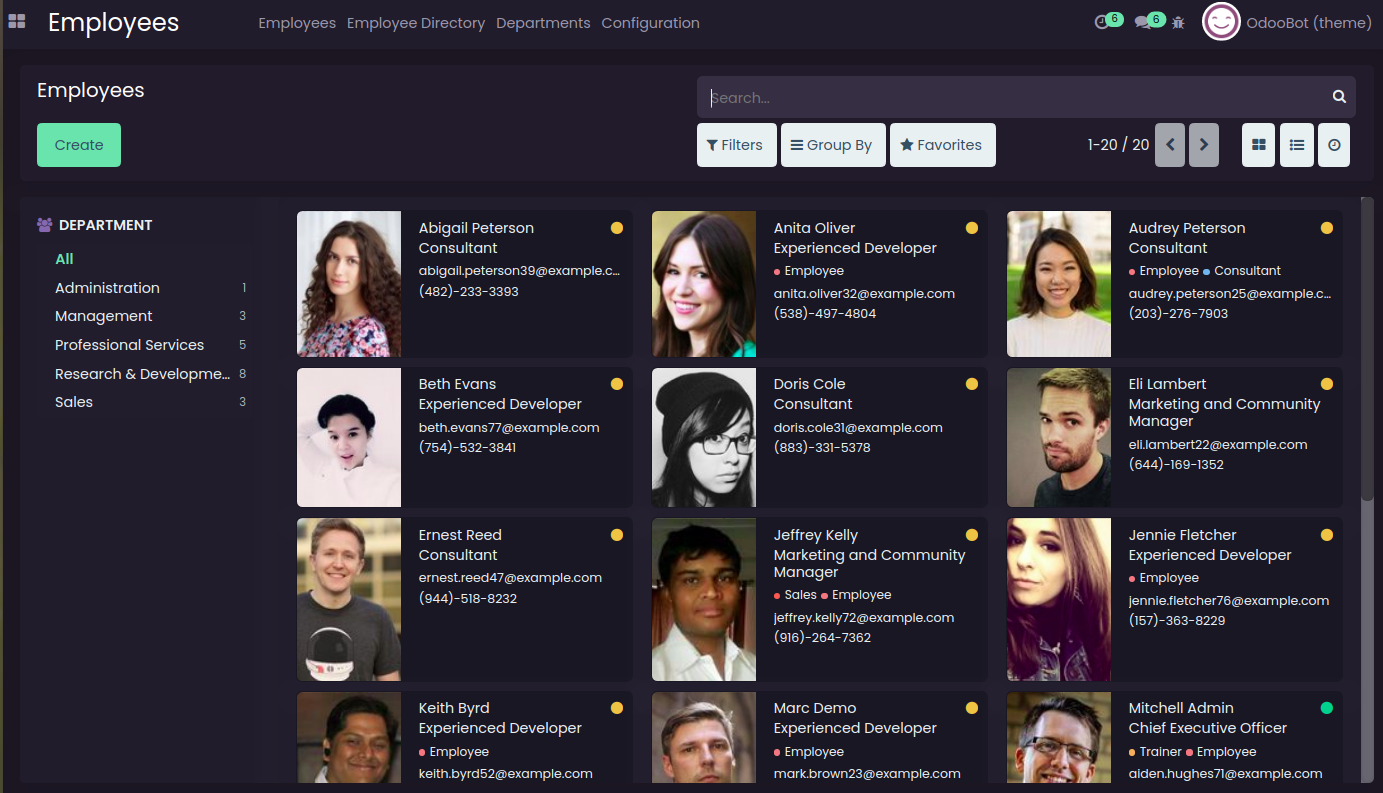 Employees
Employees Employee Directory Departments Configuration
6 6 OdooBot (theme)
Employees
Search...
Create
Filters Group By Favorites 1-20 / 20
DEPARTMENT
All
Administration 1
Management 3
Professional Services 5
Research & Developme... 8
Sales 3
Abigail Peterson
Consultant
abigail.peterson39@example.c...
(482)-233-3393
Anita Oliver
Experienced Developer
Employee
anita.oliver32@example.com
(538)-497-4804
Audrey Peterson
Consultant
Employee Consultant
audrey.peterson25@example.c...
(203)-276-7903
Beth Evans
Experienced Developer
beth.evans77@example.com
(754)-532-3841
Doris Cole
Consultant
doris.cole31@example.com
(883)-331-5378
Eli Lambert
Marketing and Community
Manager
eli.lambert22@example.com
(644)-169-1352
Ernest Reed
Consultant
ernest.reed47@example.com
(944)-518-8232
Jeffrey Kelly
Marketing and Community
Manager
Sales Employee
jeffrey.kelly72@example.com
(916)-264-7362
Jennie Fletcher
Experienced Developer
Employee
jennie.fletcher76@example.com
(157)-363-8229
Keith Byrd
Experienced Developer
Employee
keith.byrd52@example.com
Marc Demo
Experienced Developer
Employee
mark.brown23@example.com
Mitchell Admin
Chief Executive Officer
Trainer Employee
aiden.hughes71@example.com